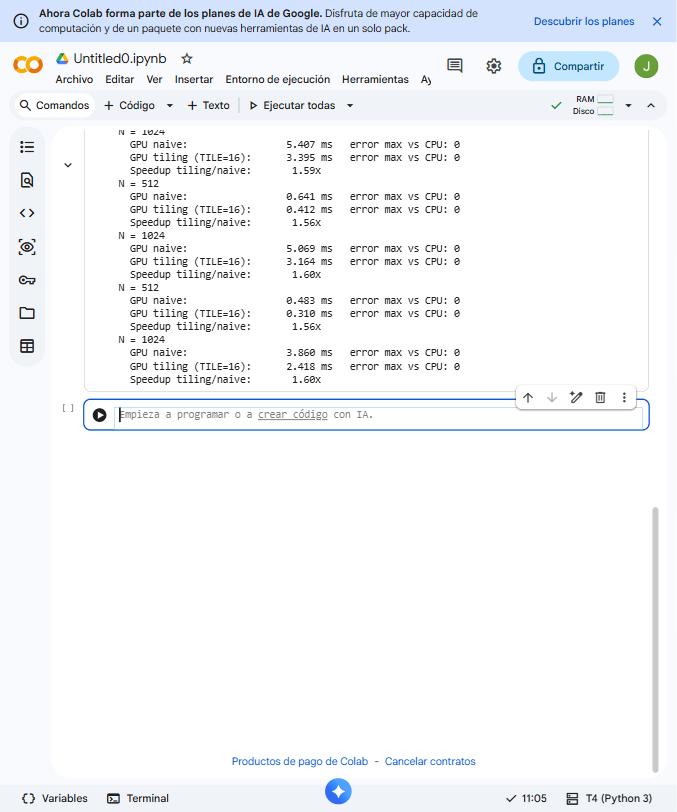 Ahora Colab forma parte de los planes de IA de Google. Disfruta de mayor capacidad de
computación y de un paquete con nuevas herramientas de IA en un solo pack.
Descubrir los planes
Untitled0.ipynb
Archivo Editar Ver Insertar Entorno de ejecución Herramientas Ay
Compartir
J
Comandos + Código + Texto Ejecutar todas
RAM
Disco
N = 1024
GPU naive: 5.407 ms error max vs CPU: 0
GPU tiling (TILE=16): 3.395 ms error max vs CPU: 0
Speedup tiling/naive: 1.59x
N = 512
GPU naive: 0.641 ms error max vs CPU: 0
GPU tiling (TILE=16): 0.412 ms error max vs CPU: 0
Speedup tiling/naive: 1.56x
N = 1024
GPU naive: 5.069 ms error max vs CPU: 0
GPU tiling (TILE=16): 3.164 ms error max vs CPU: 0
Speedup tiling/naive: 1.60x
N = 512
GPU naive: 0.483 ms error max vs CPU: 0
GPU tiling (TILE=16): 0.310 ms error max vs CPU: 0
Speedup tiling/naive: 1.56x
N = 1024
GPU naive: 3.860 ms error max vs CPU: 0
GPU tiling (TILE=16): 2.418 ms error max vs CPU: 0
Speedup tiling/naive: 1.60x
[ ] Empieza a programar o a crear código con IA.
Productos de pago de Colab - Cancelar contratos
Variables Terminal 11:05 T4 (Python 3)